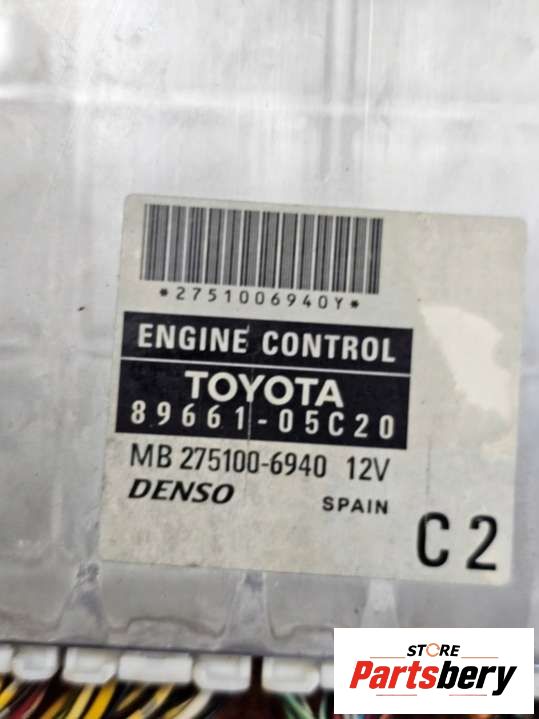 *2751006940Y*
ENGINE CONTROL
TOYOTA
89661-05C20
MB 275100-6940 12V
DENSO SPAIN
C2
STORE
Partsbery